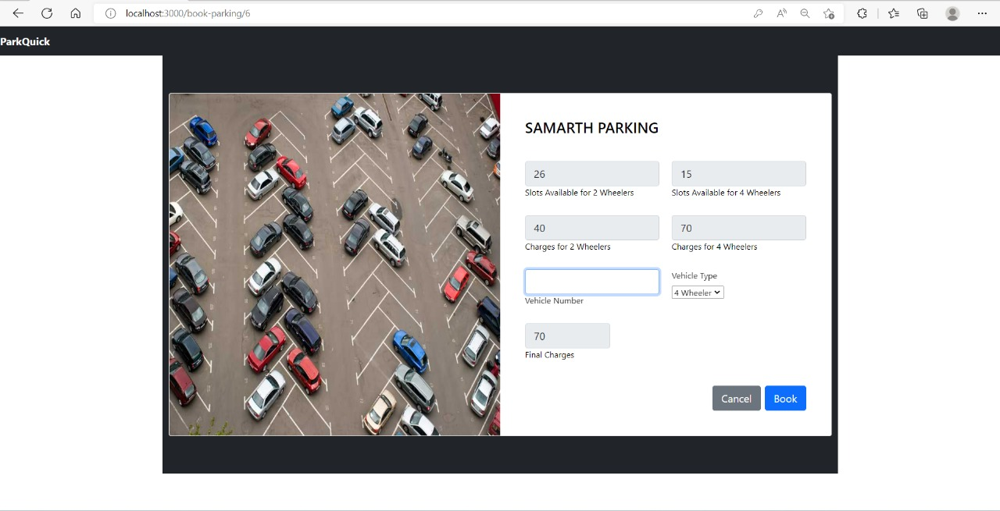 localhost:3000/book-parking/6
ParkQuick
SAMARTH PARKING
26
15
Slots Available for 2 Wheelers
Slots Available for 4 Wheelers
40
70
Charges for 2 Wheelers
Charges for 4 Wheelers
Vehicle Type
4 Wheeler
Vehicle Number
70
Final Charges
Cancel
Book